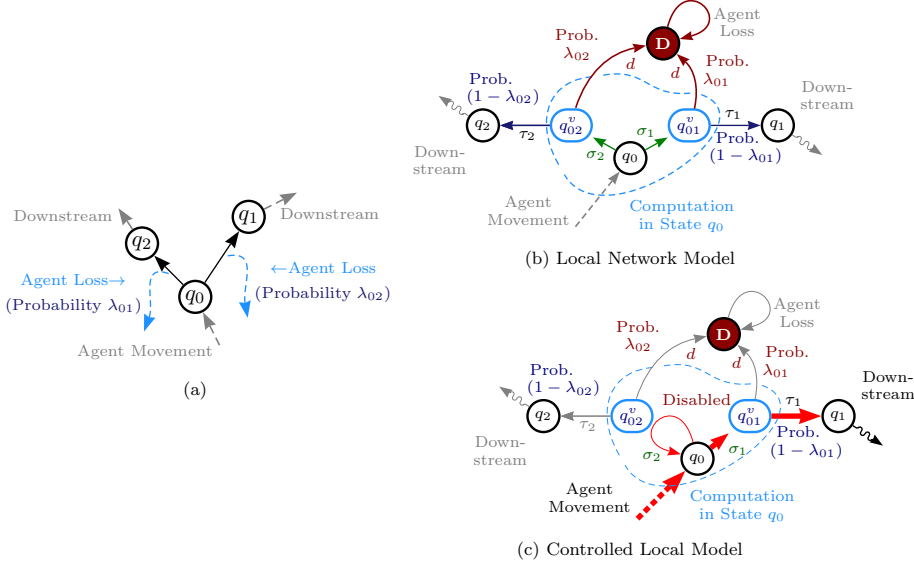 Downstream
Downstream
q1
q2
Agent Loss→
(Probability λ01)
←Agent Loss
(Probability λ02)
q0
Agent Movement
(a)
Agent
Loss
D
Prob.
λ02
d
d
Prob.
λ01
Prob.
(1 − λ02)
Down-
stream
q2
τ2
q^v_02
σ2
σ1
q0
q^v_01
τ1
q1
Prob.
(1 − λ01)
Down-
stream
Agent
Movement
Computation
in State q0
(b) Local Network Model
Agent
Loss
D
Prob.
λ02
d
d
Prob.
λ01
Prob.
(1 − λ02)
Disabled
Down-
stream
q2
τ2
q^v_02
q^v_01
τ1
q1
σ2
q0
σ1
Prob.
(1 − λ01)
Down-
stream
Agent
Movement
Computation
in State q0
(c) Controlled Local Model